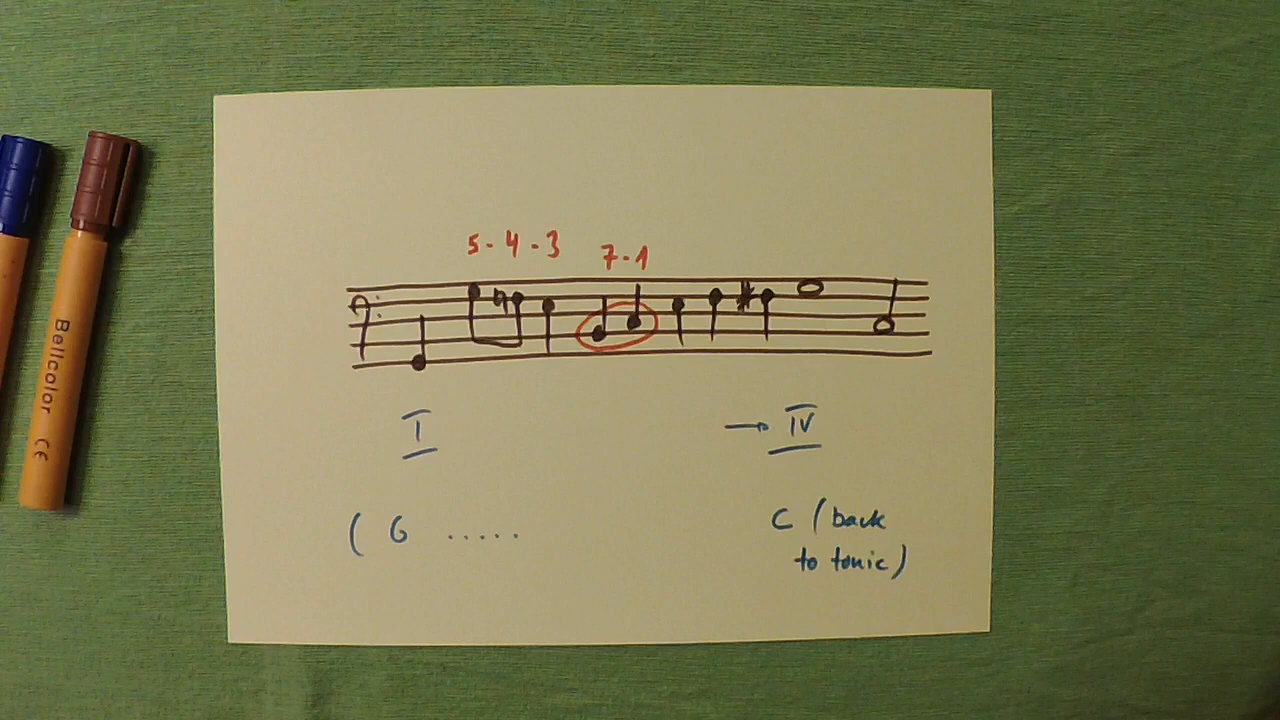 5-4-3 7-1
I → IV
( G ..... C (back
to tonic)
Bellcolor CE